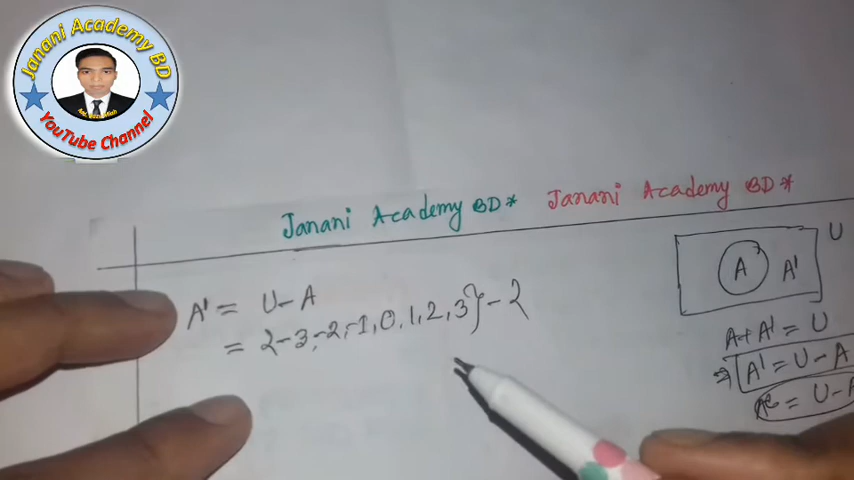 Janani Academy BD
YouTube Channel
Janani Academy BD* Janani Academy BD*
A' = U - A
= {-3, -2, -1, 0, 1, 2, 3} - {
A A' U
A + A' = U
⇒ A' = U - A
= U - A